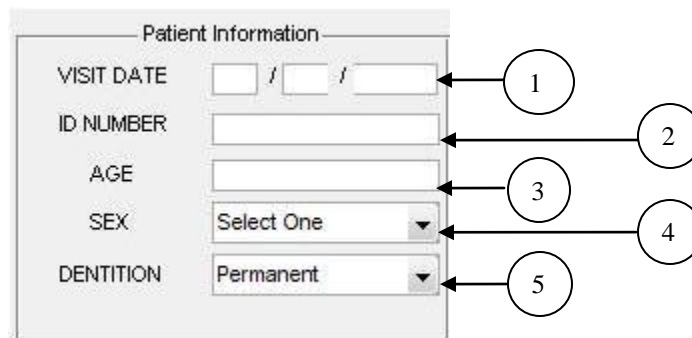 Patient Information
VISIT DATE / / 1
ID NUMBER 2
AGE 3
SEX Select One 4
DENTITION Permanent 5